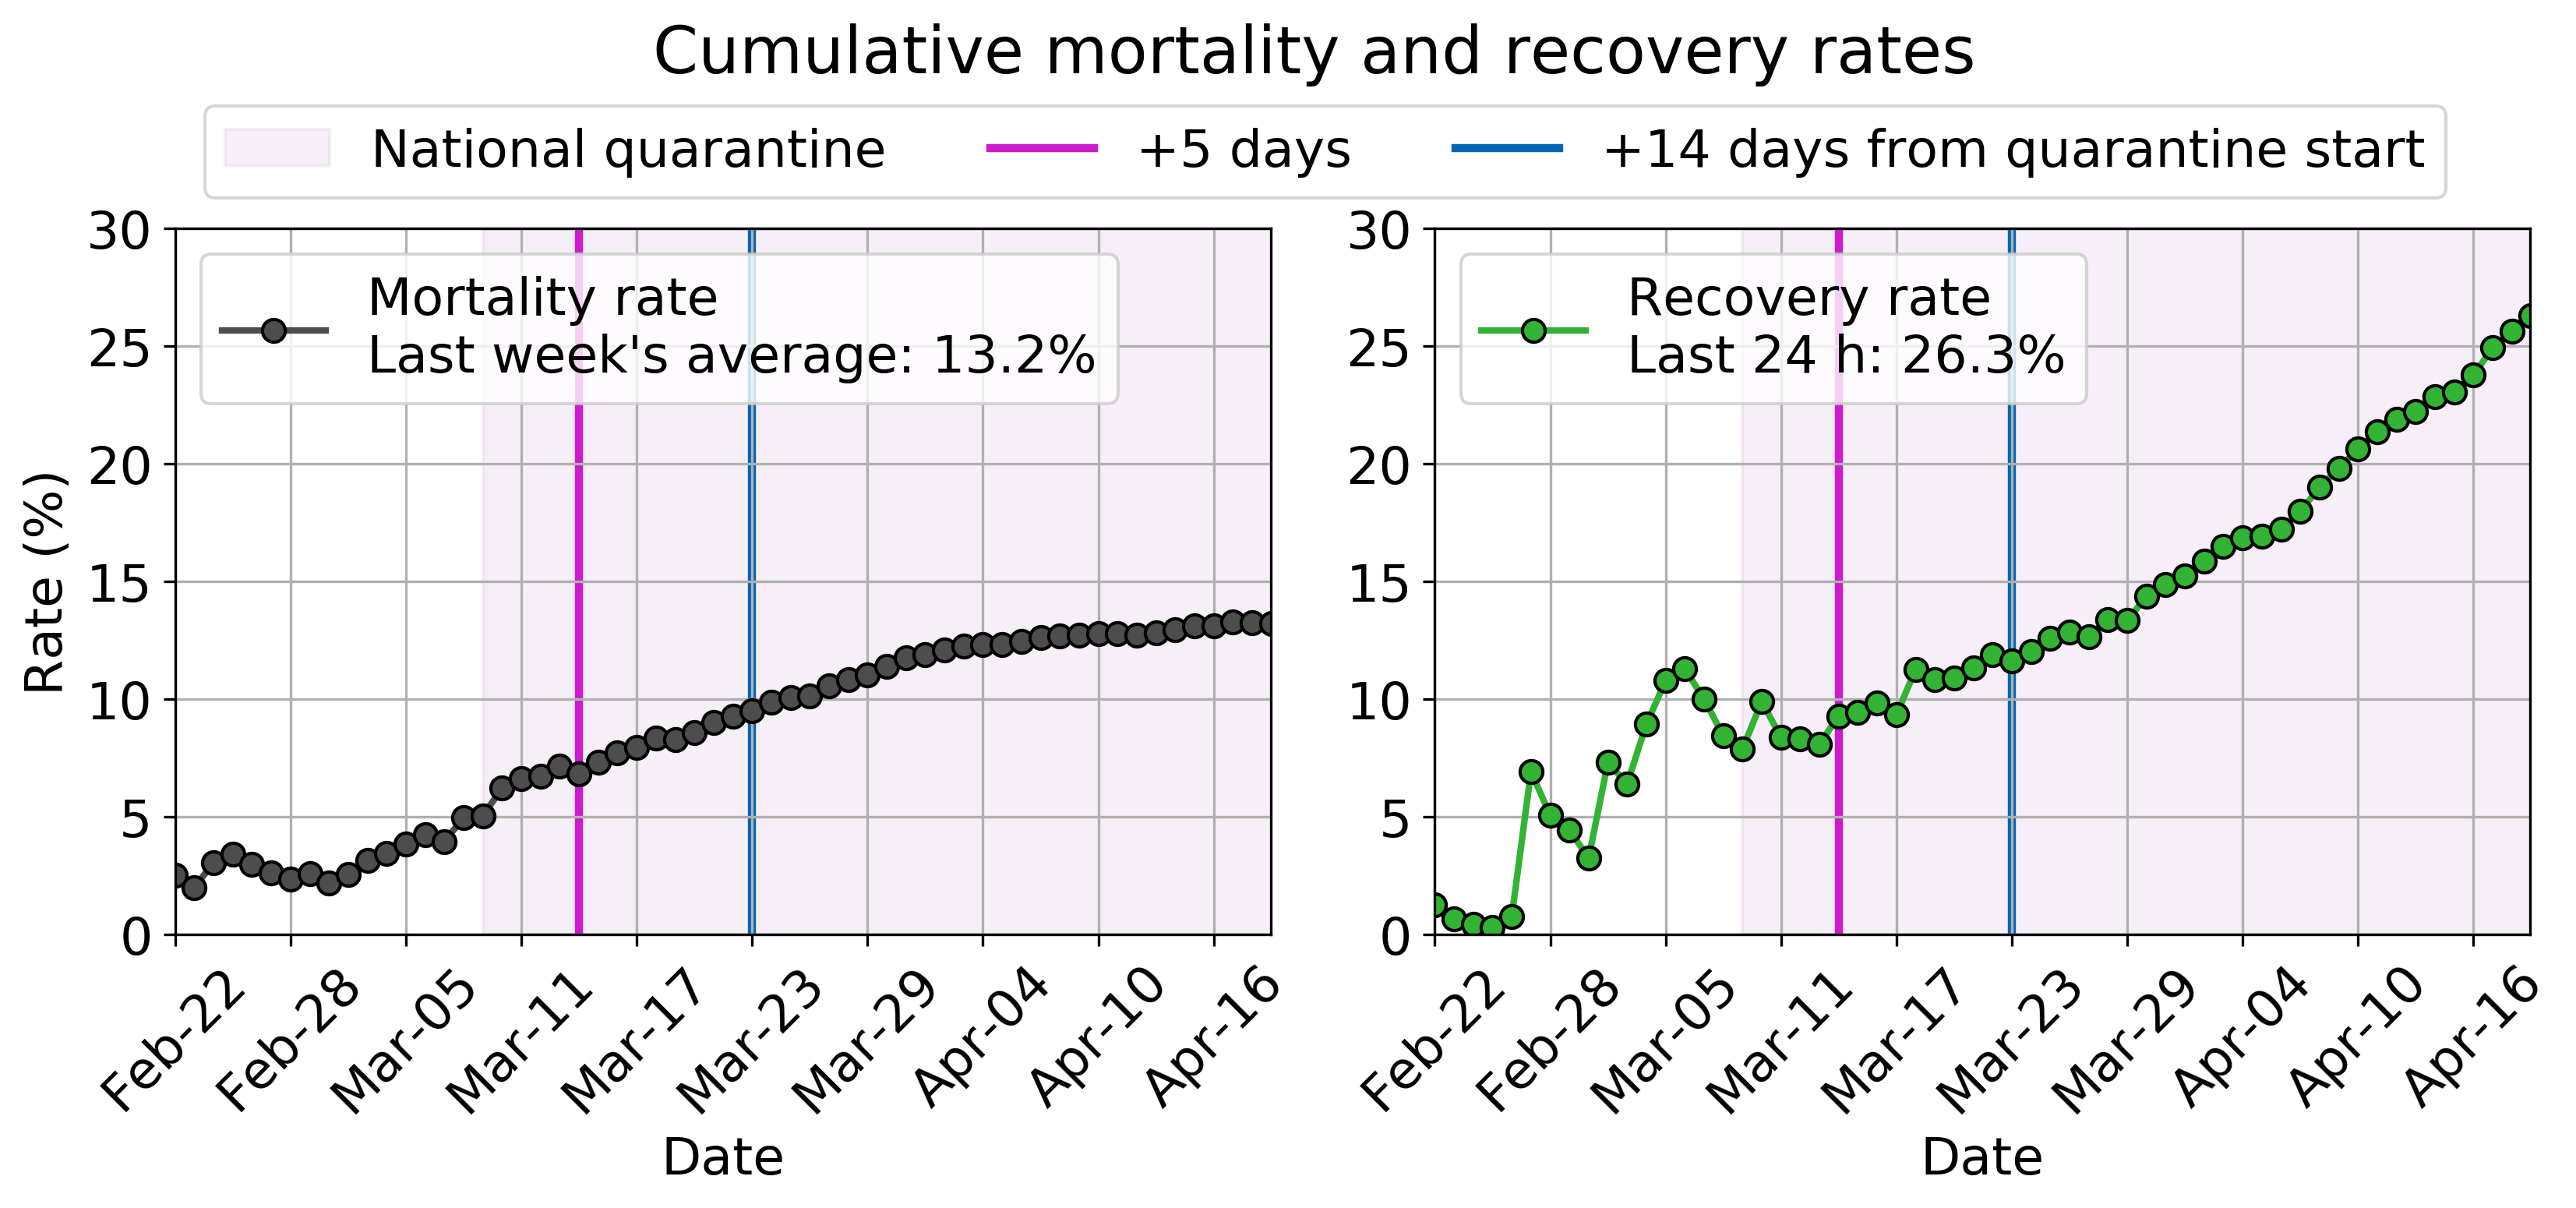 Cumulative mortality and recovery rates
National quarantine
+5 days
+14 days from quarantine start
Rate (%)
30
25
20
15
10
5
0
Mortality rate
Last week's average: 13.2%
Feb-22
Feb-28
Mar-05
Mar-11
Mar-17
Mar-23
Mar-29
Apr-04
Apr-10
Apr-16
Date
30
25
20
15
10
5
0
Recovery rate
Last 24 h: 26.3%
Feb-22
Feb-28
Mar-05
Mar-11
Mar-17
Mar-23
Mar-29
Apr-04
Apr-10
Apr-16
Date